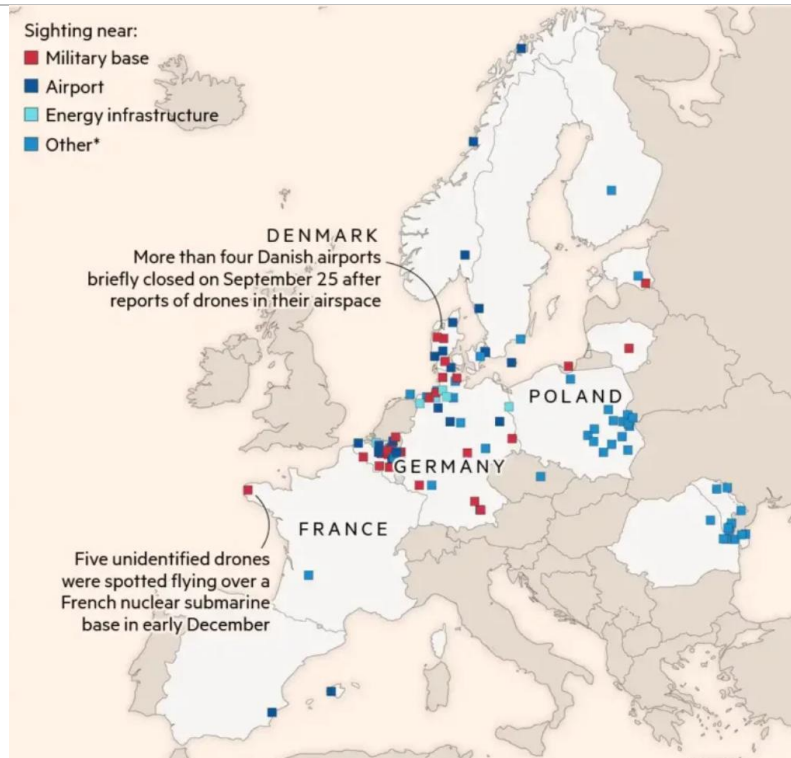 Sighting near:
Military base
Airport
Energy infrastructure
Other*
DENMARK
More than four Danish airports
briefly closed on September 25 after
reports of drones in their airspace
POLAND
GERMANY
FRANCE
Five unidentified drones
were spotted flying over a
French nuclear submarine
base in early December